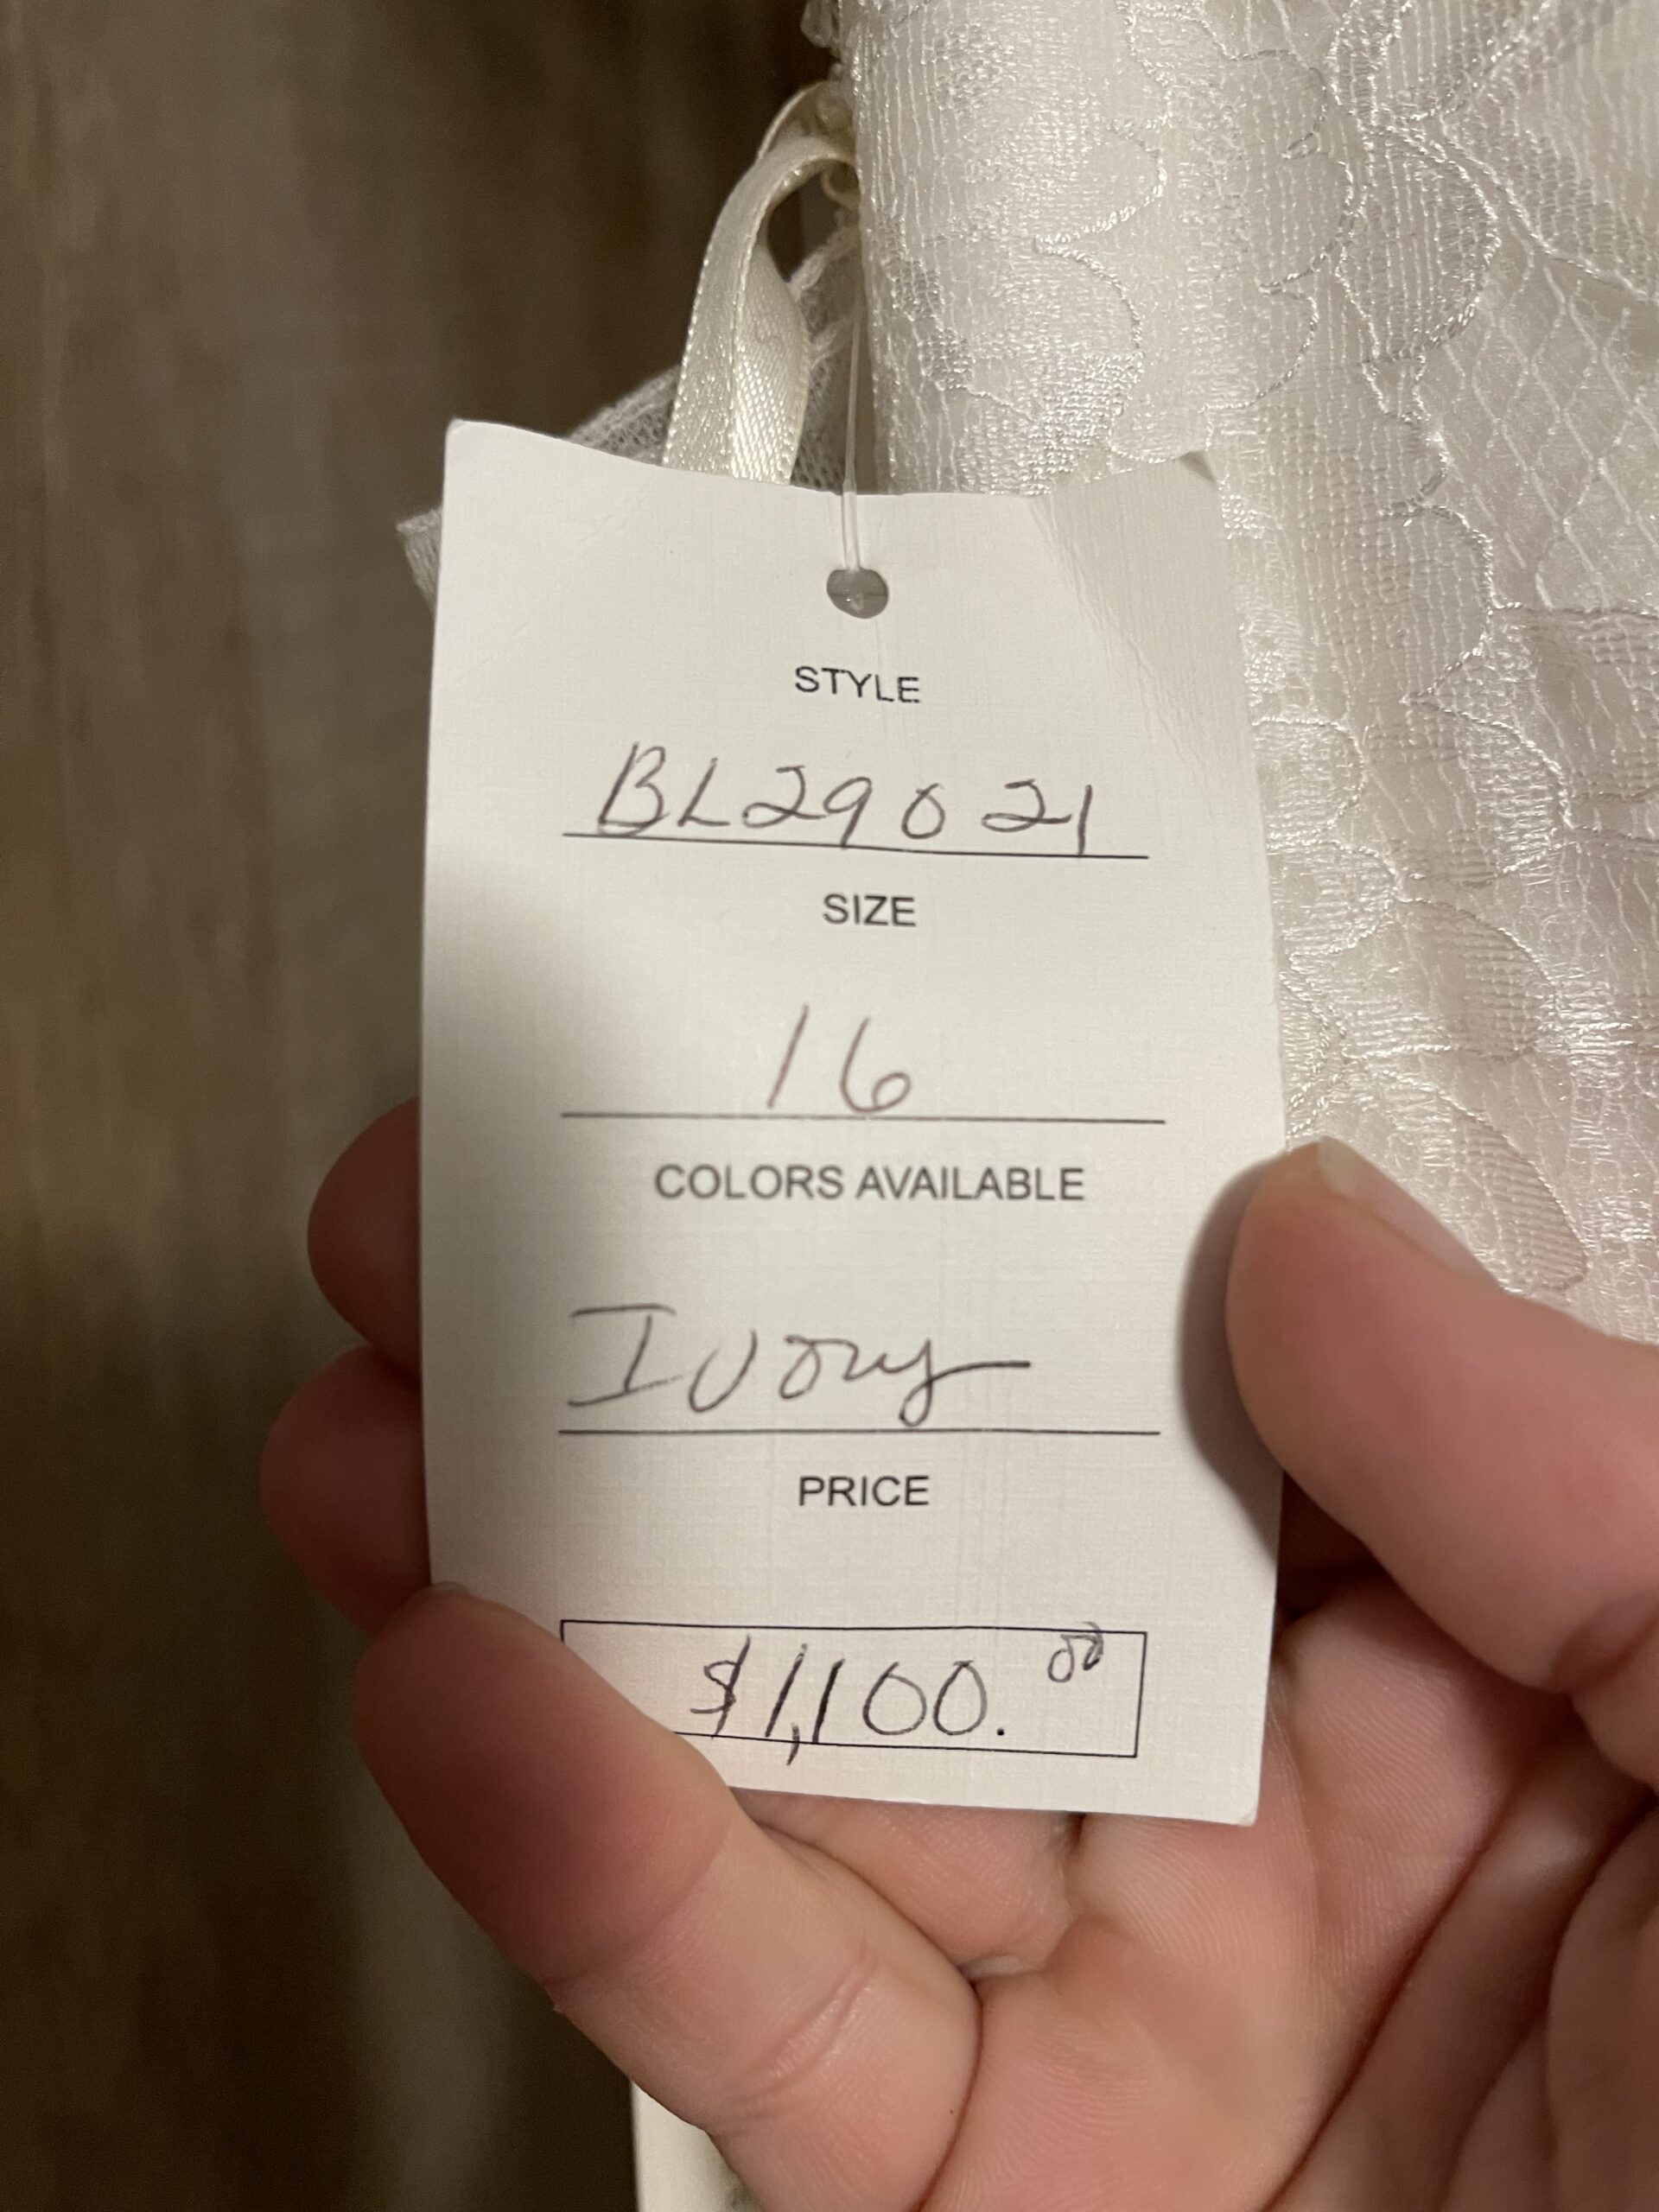 STYLE
BL29021
SIZE
16
COLORS AVAILABLE
Ivory
PRICE
$1,100.00